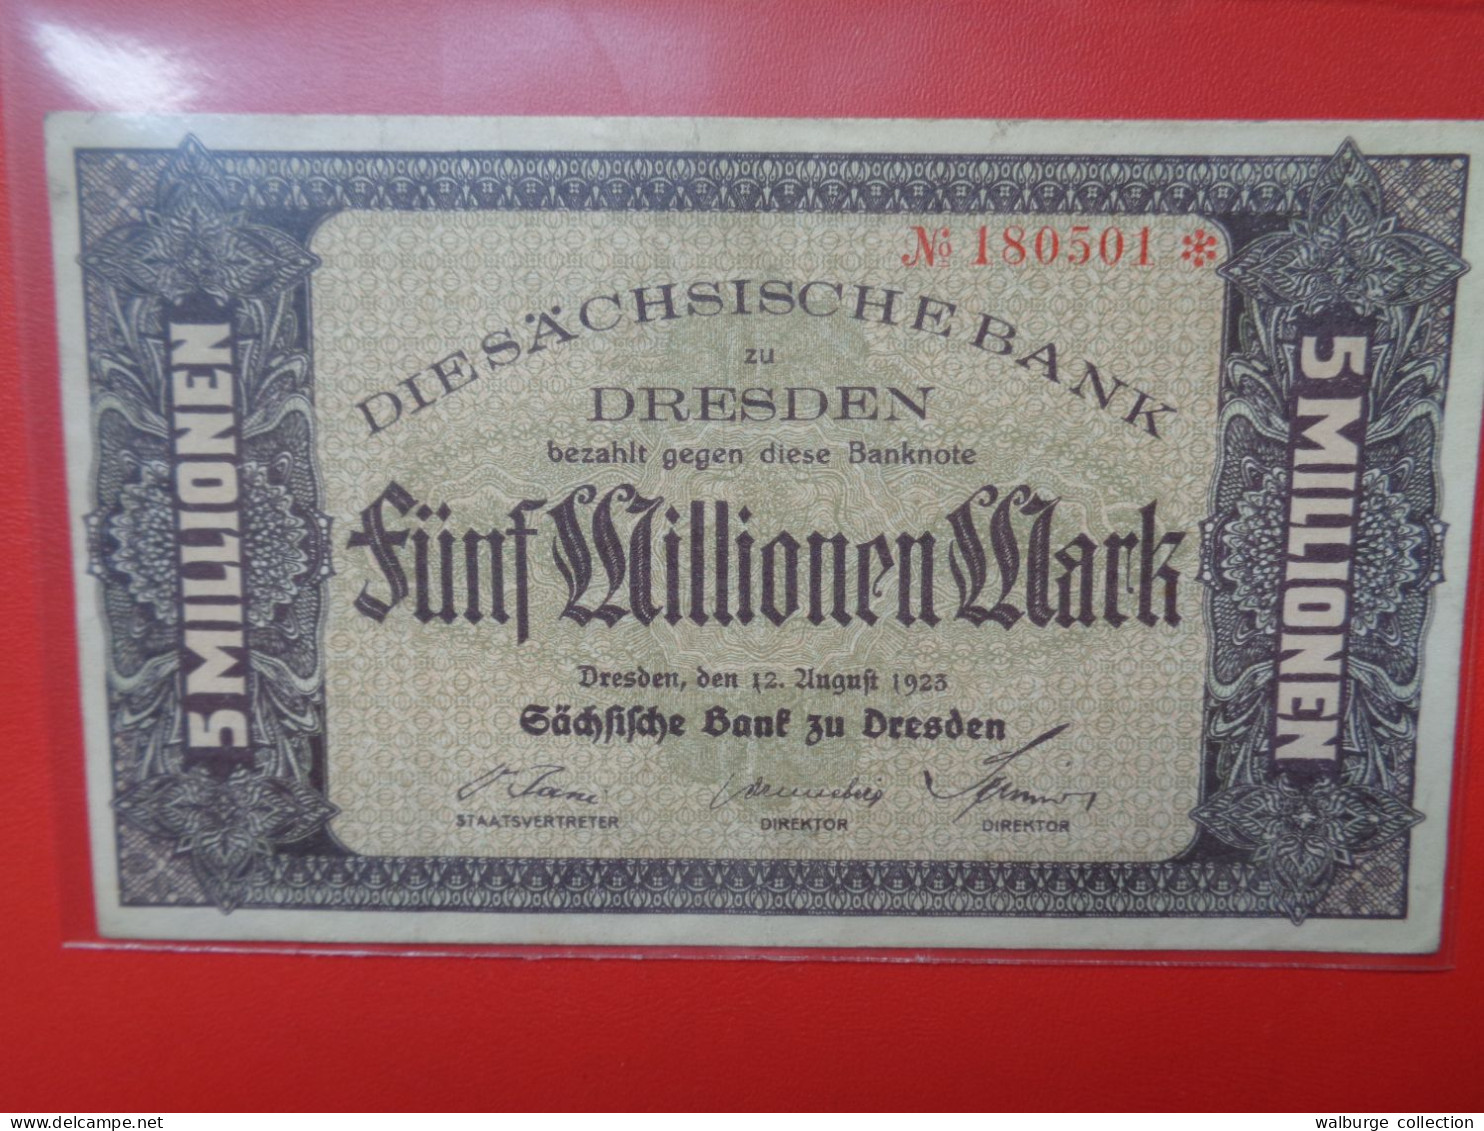 № 180501 *
DIE SÄCHSISCHE BANK
zu
DRESDEN
bezahlt gegen diese Banknote
Fünf Millionen Mark
Dresden, den 12. August 1923
Sächsische Bank zu Dresden
STAATSVERTRETER DIREKTOR DIREKTOR
5 MILLIONEN
5 MILLIONEN
delcampe.net
walburge collection